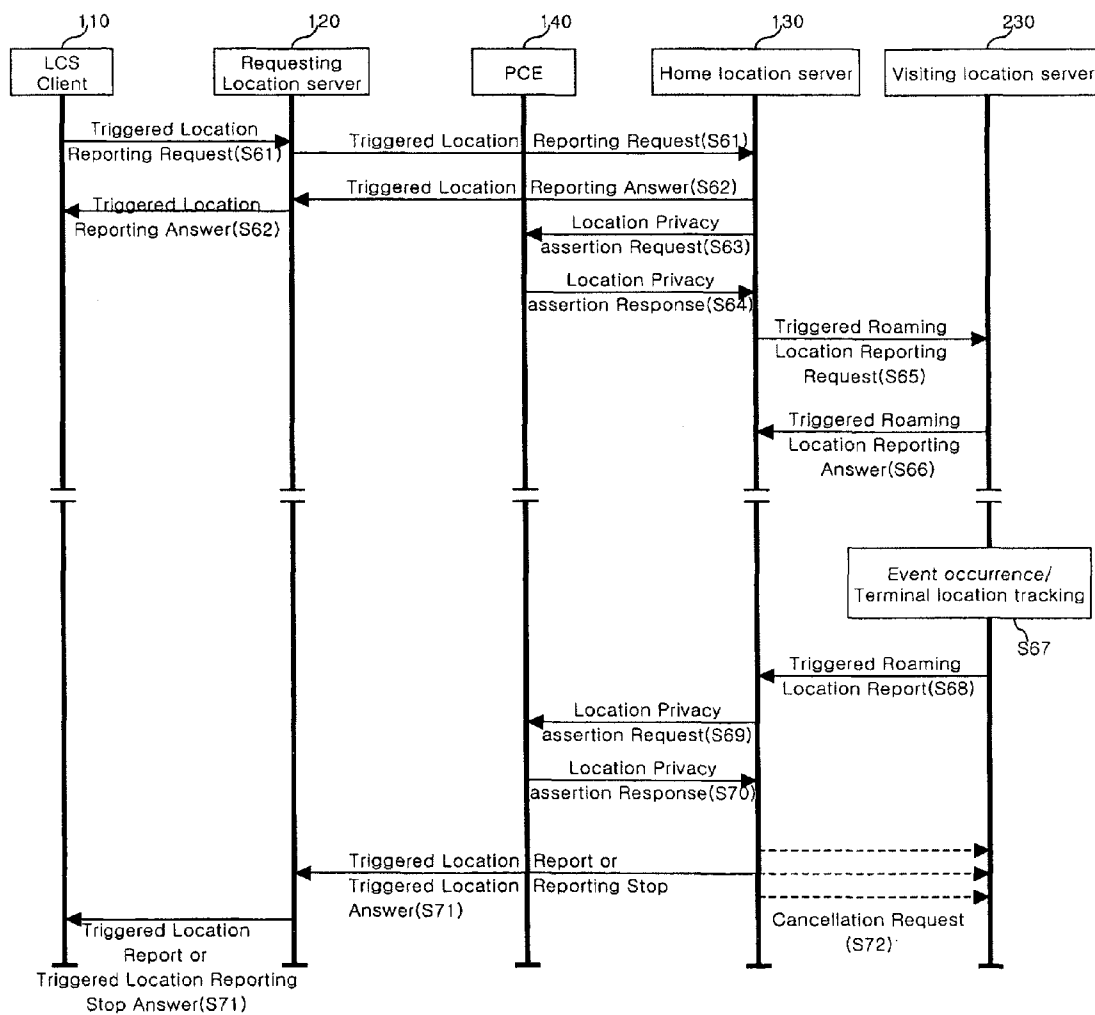 110
120
140
130
230
LCS
Client
Requesting
Location server
PCE
Home location server
Visiting location server
Triggered Location
Reporting Request(S61)
Triggered Location Reporting Request(S61)
Triggered Location Reporting Answer(S62)
Triggered Location
Reporting Answer(S62)
Location Privacy
assertion Request(S63)
Location Privacy
assertion Response(S64)
Triggered Roaming
Location Reporting
Request(S65)
Triggered Roaming
Location Reporting
Answer(S66)
Event occurrence/
Terminal location tracking
S67
Triggered Roaming
Location Report(S68)
Location Privacy
assertion Request(S69)
Location Privacy
assertion Response(S70)
Triggered Location Report or
Triggered Location Reporting Stop
Answer(S71)
Cancellation Request
(S72)
Triggered Location
Report or
Triggered Location Reporting
Stop Answer(S71)